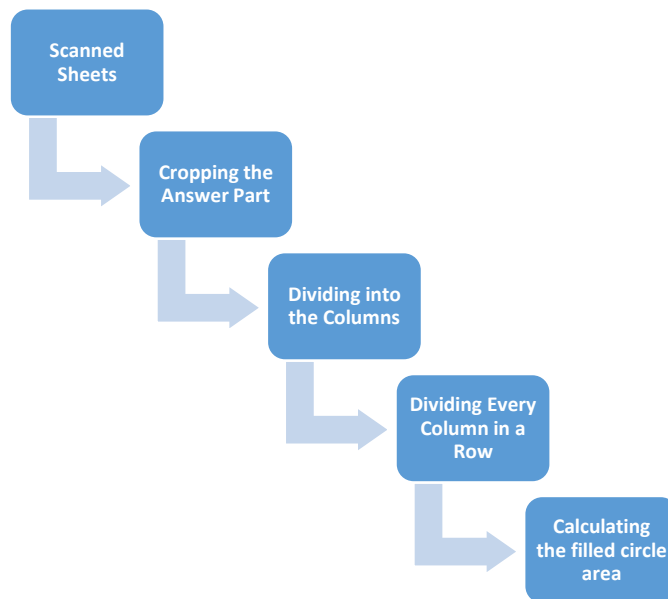 Scanned
Sheets
Cropping the
Answer Part
Dividing into
the Columns
Dividing Every
Column in a
Row
Calculating
the filled circle
area